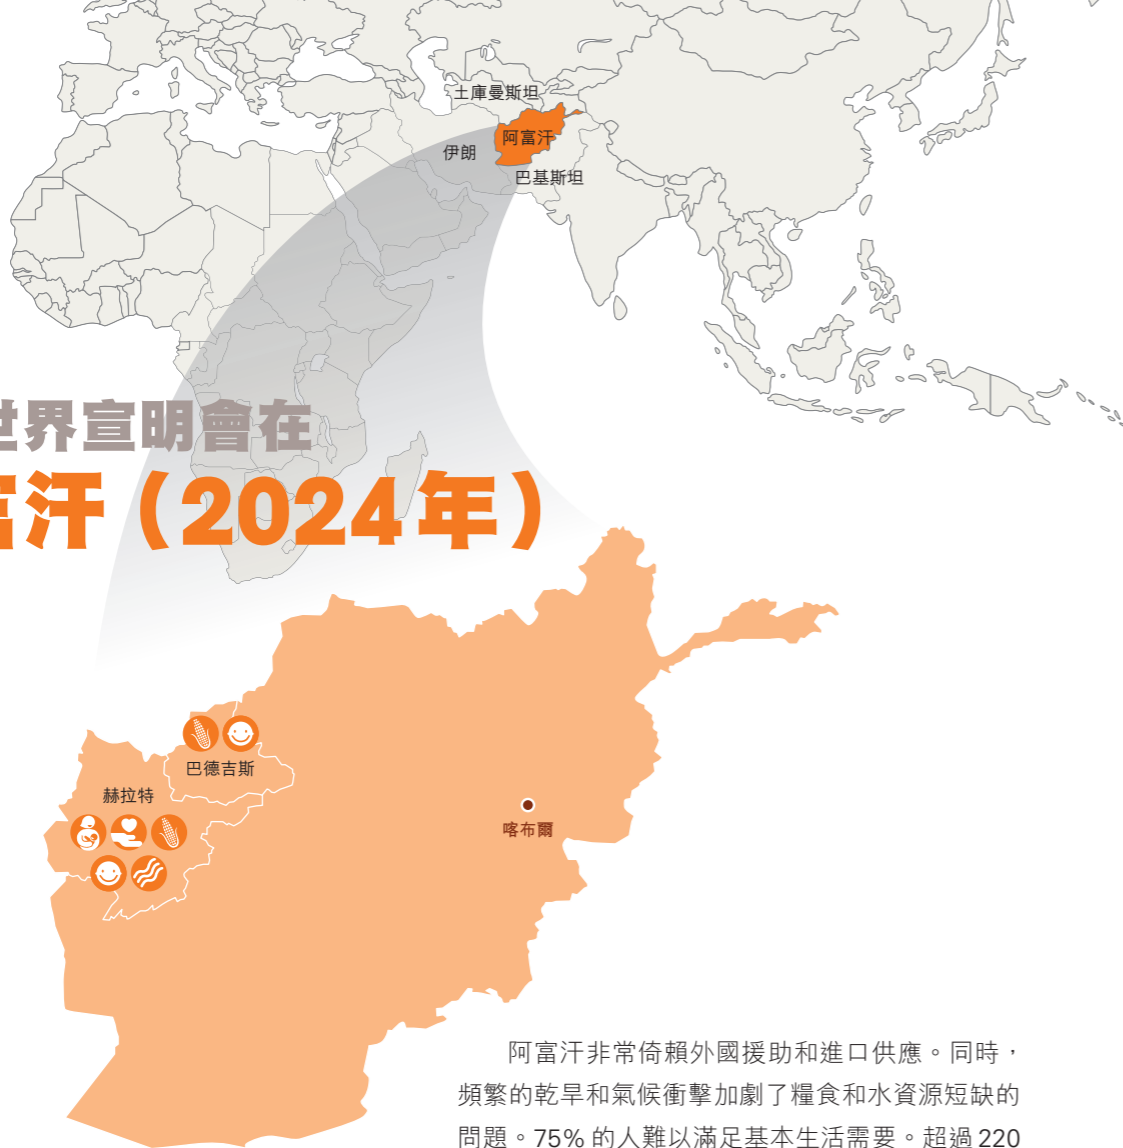 土庫曼斯坦
阿富汗
伊朗
巴基斯坦
世界宣明會在
富汗（2024年）
巴德吉斯
赫拉特
喀布爾
阿富汗非常倚賴外國援助和進口供應。同時，
頻繁的乾旱和氣候衝擊加劇了糧食和水資源短缺的
問題。75% 的人難以滿足基本生活需要。超過 220